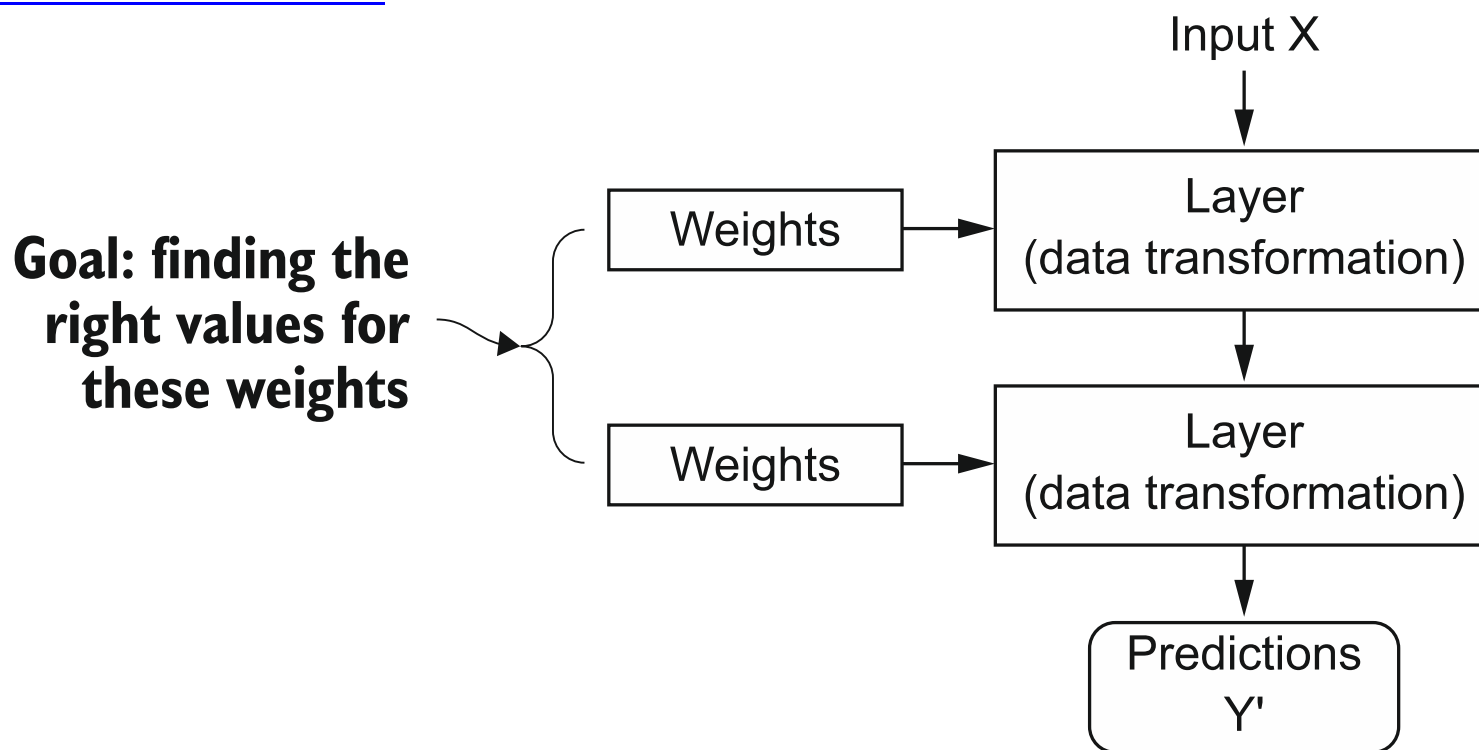 Input X
Weights
Layer
(data transformation)
Goal: finding the
right values for
these weights
Weights
Layer
(data transformation)
Predictions
Y'